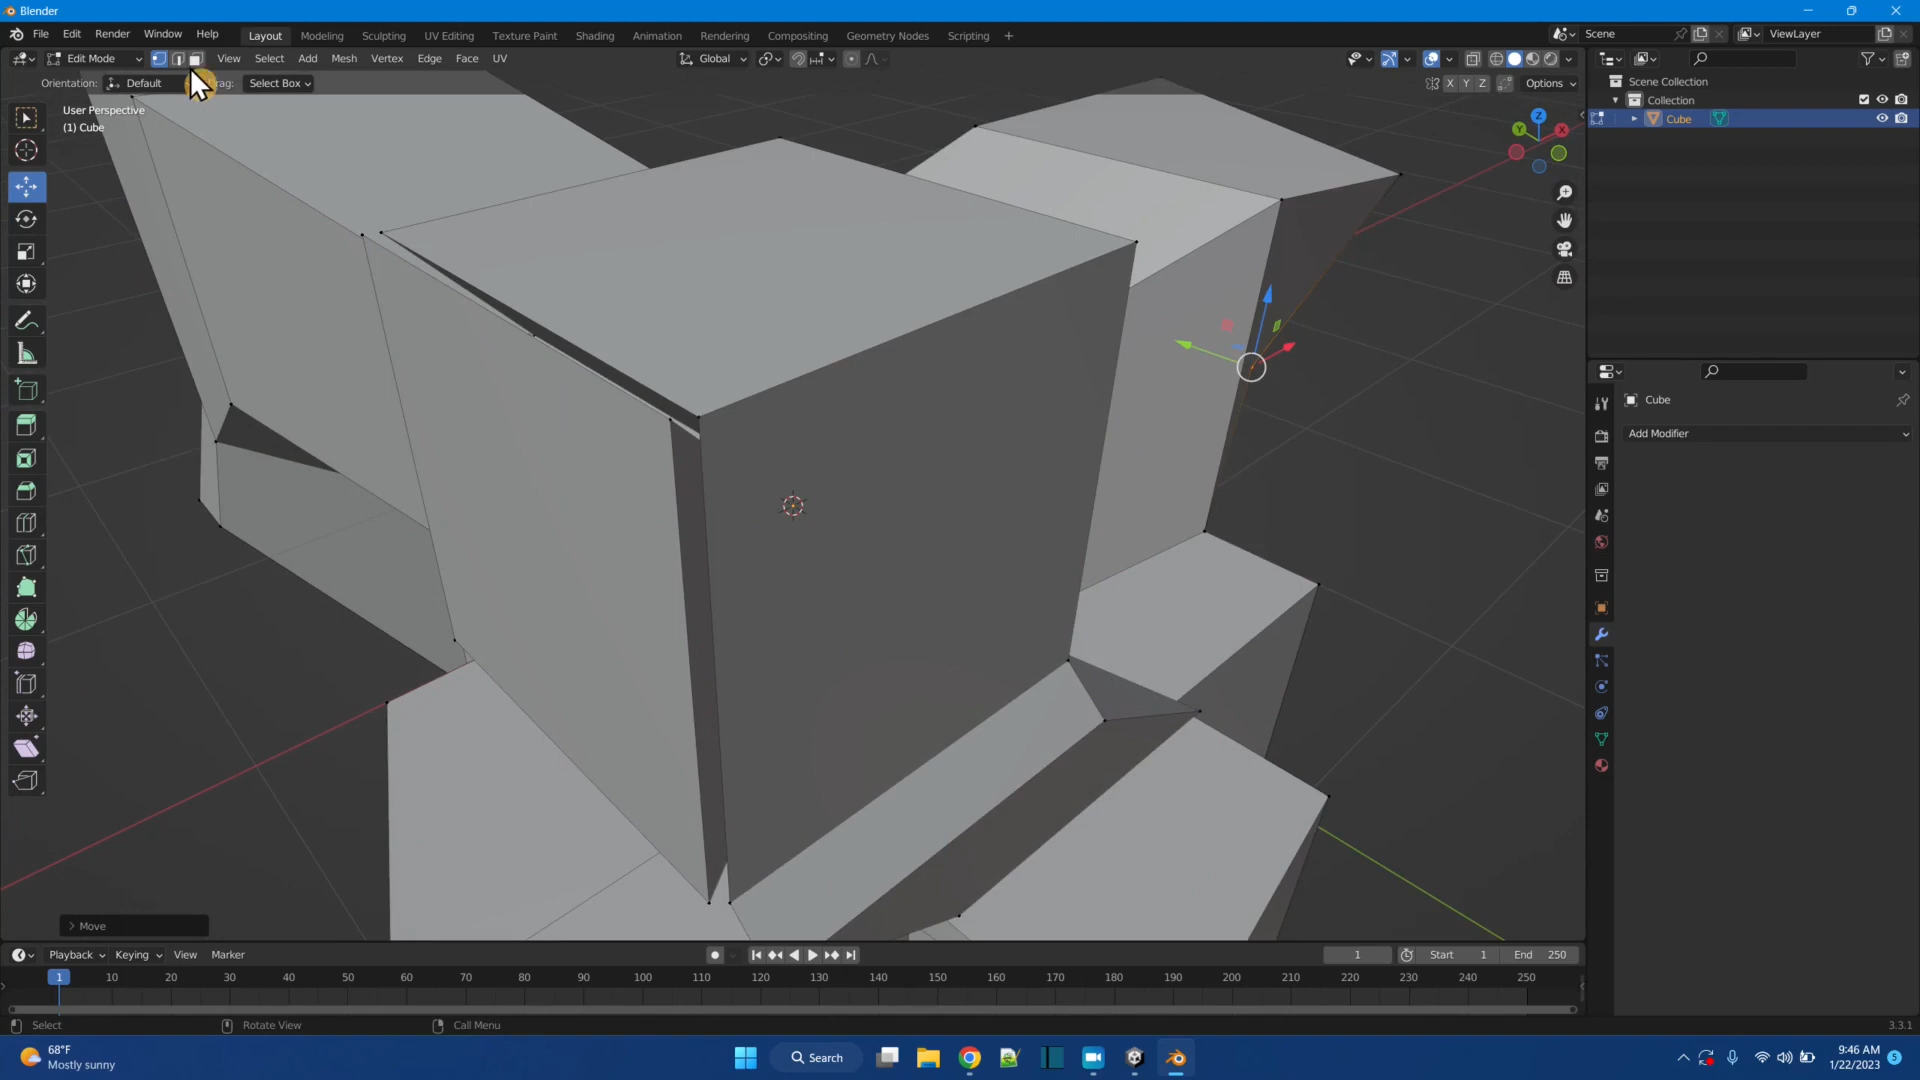 Blender
File Edit Render Window Help Layout Modeling Sculpting UV Editing Texture Paint Shading Animation Rendering Compositing Geometry Nodes Scripting Scene ViewLayer
Edit Mode View Select Add Mesh Vertex Edge Face UV Global
Orientation: Default rag: Select Box X Y Z Options
Scene Collection
Collection
Cube
User Perspective
(1) Cube
Z
Y X
Cube
Add Modifier
Move
Playback Keying View Marker 1 Start 1 End 250
1 10 20 30 40 50 60 70 80 90 100 110 120 130 140 150 160 170 180 190 200 210 220 230 240 250
Select Rotate View Call Menu 3.3.1
68°F
Mostly sunny
Search
9:46 AM
1/22/2023
5